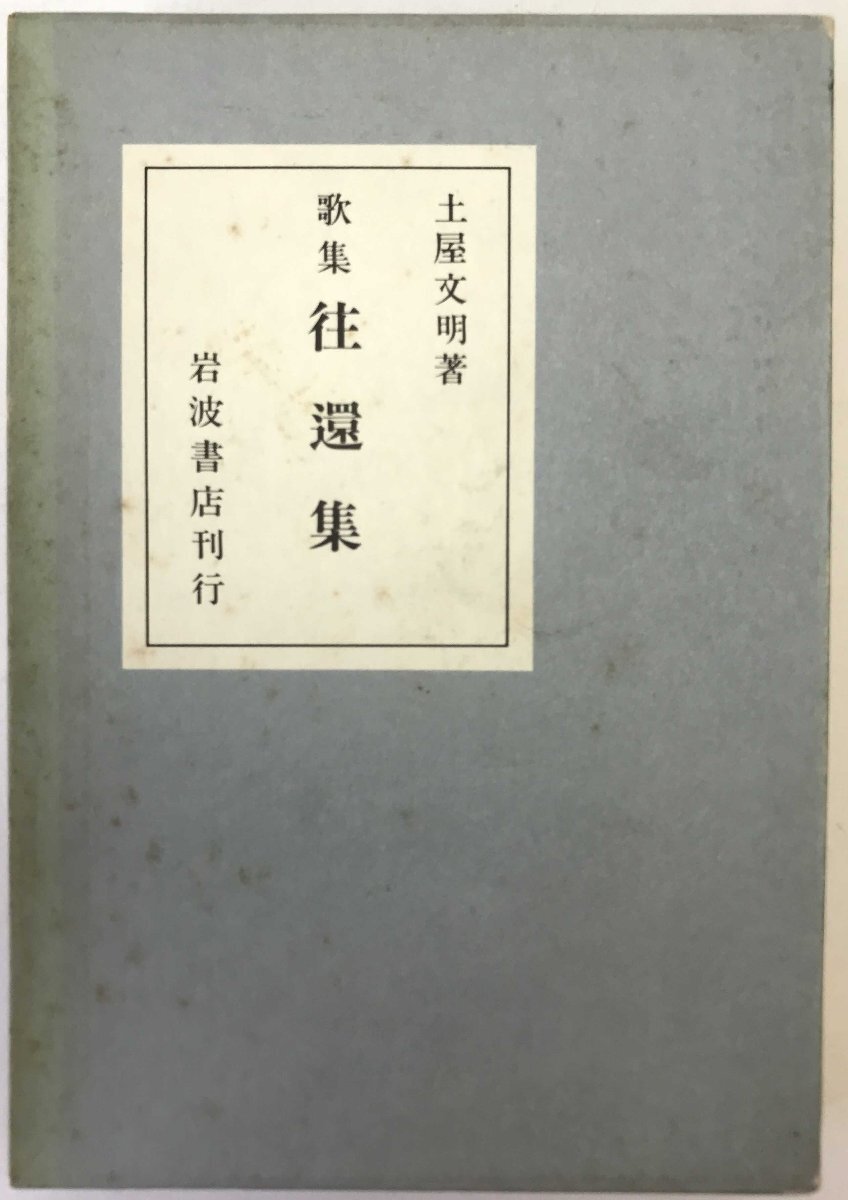 土屋文明著
歌集 往還集
岩波書店刊行